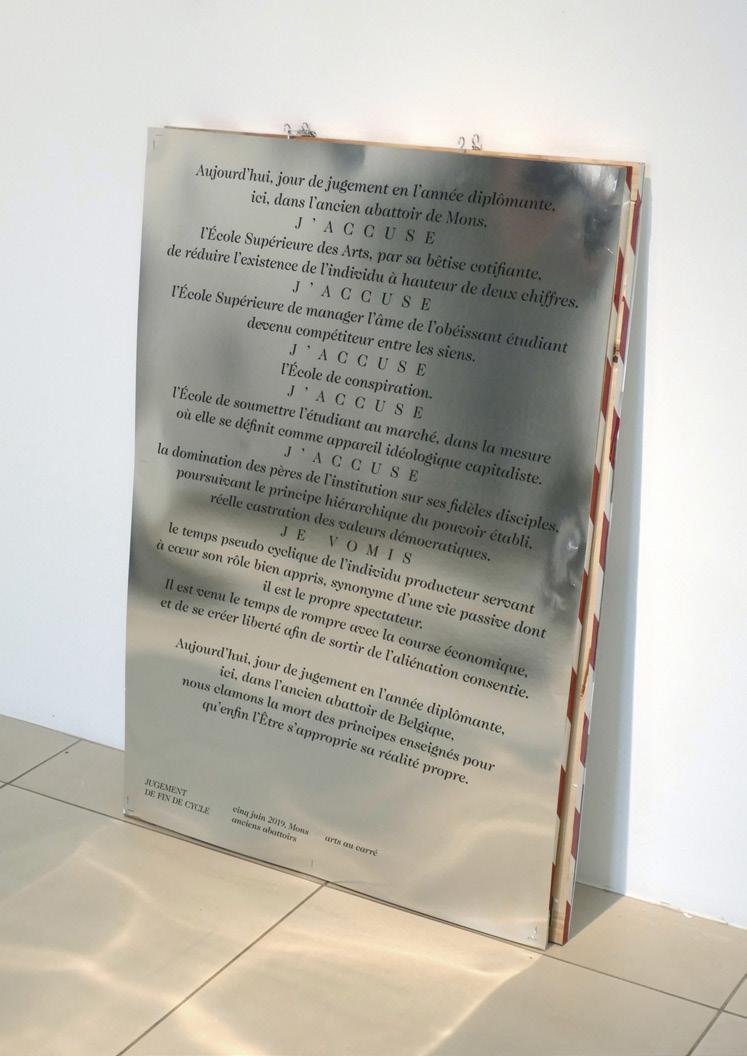 Aujourd'hui, jour de jugement en l'année diplômante,
ici, dans l'ancien abattoir de Mons,
J'ACCUSE
l'École Supérieure des Arts, par sa bêtise cotifiante.
de réduire l'existence de l'individu à hauteur de deux chiffres.
J'ACCUSE
l'École Supérieure de manager l'âme de l'obéissant étudiant
devenu compétiteur entre les siens.
J'ACCUSE
l'École de conspiration.
J'ACCUSE
l'École de soumettre l'étudiant au marché, dans la mesure
où elle se définit comme appareil idéologique capitaliste.
J'ACCUSE
la domination des pères de l'institution sur ses fidèles disciples,
poursuivant le principe hiérarchique du pouvoir établi,
réelle castration des valeurs démocratiques.
JE VOMIS
le temps pseudo cyclique de l'individu producteur servant
à cœur son rôle bien appris, synonyme d'une vie passive dont
il est le propre spectateur.
Il est venu le temps de rompre avec la course économique,
et de se créer liberté afin de sortir de l'aliénation consentie.
Aujourd'hui, jour de jugement en l'année diplômante,
ici, dans l'ancien abattoir de Belgique,
nous clamons la mort des principes enseignés pour
qu'enfin l'Être s'approprie sa réalité propre.
JUGEMENT
DE FIN DE CYCLE
cinq juin 2019, Mons
anciens abattoirs
arts au carré